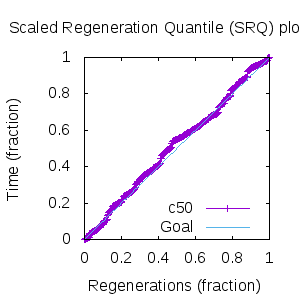 Scaled Regeneration Quantile (SRQ) plo
1
0.8
0.6
0.4
0.2
0
Time (fraction)
c50
Goal
0 0.2 0.4 0.6 0.8 1
Regenerations (fraction)